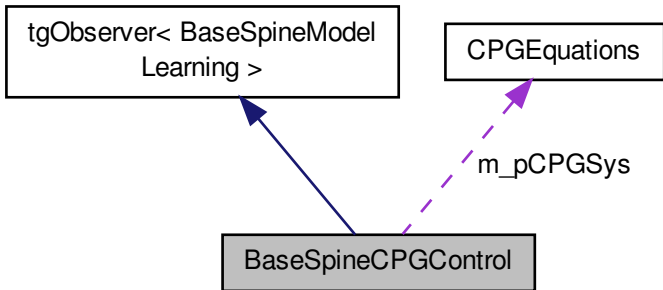 tgObserver< BaseSpineModel
Learning >
CPGEquations
m_pCPGSys
BaseSpineCPGControl